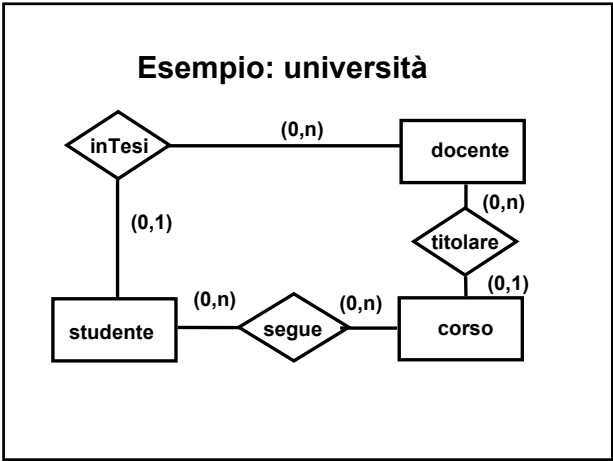 Esempio: università
(0,n)
inTesi
docente
(0,n)
(0,1)
titolare
(0,1)
(0,n)
(0,n)
studente
segue
corso